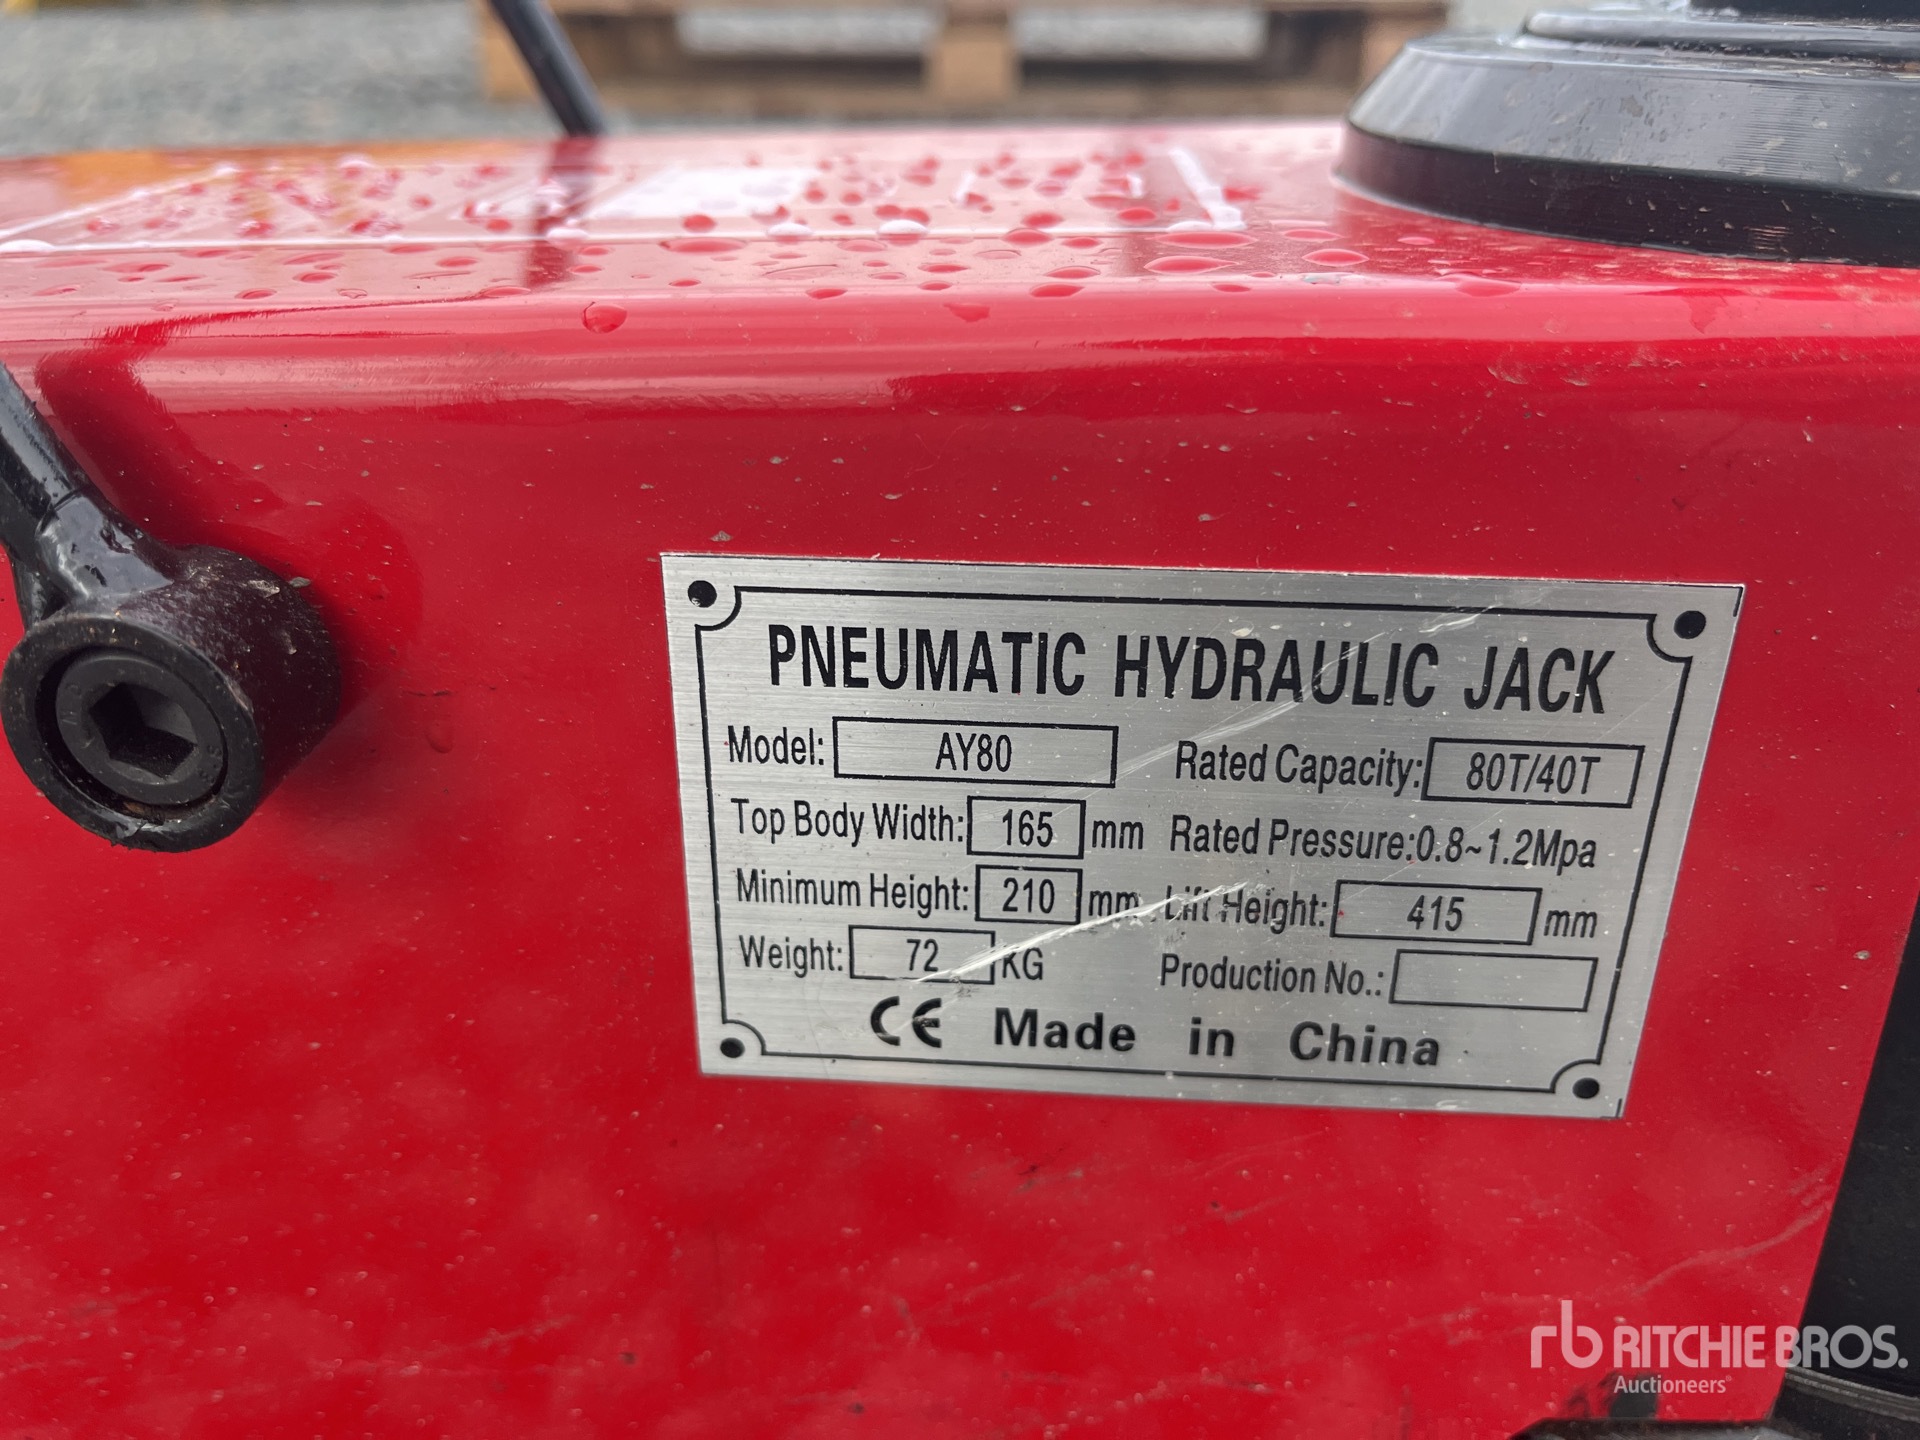 PNEUMATIC HYDRAULIC JACK
Model: AY80 Rated Capacity: 80T/40T
Top Body Width: 165 mm Rated Pressure:0.8~1.2Mpa
Minimum Height: 210 mm Lift Height: 415 mm
Weight: 72 KG Production No.:
CE Made in China
rb RITCHIE BROS.
Auctioneers